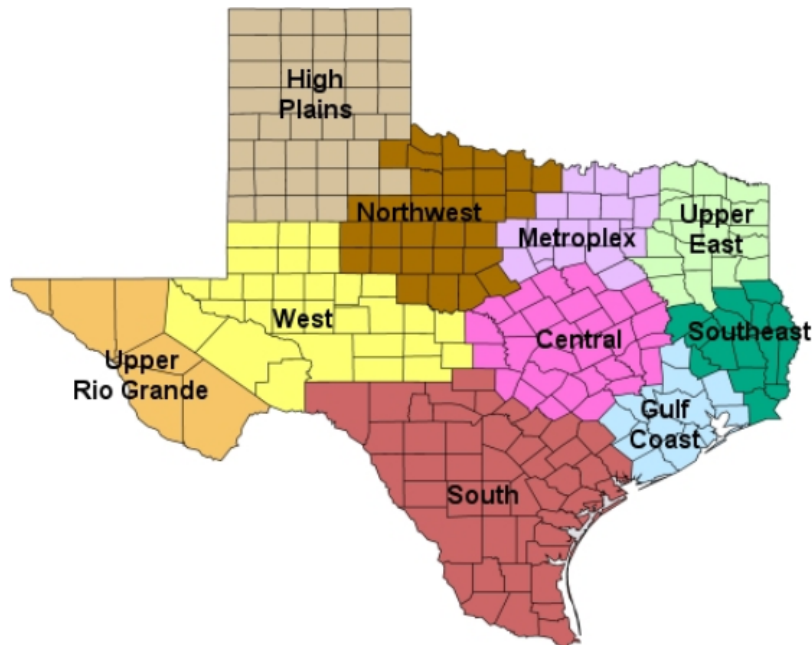 High
Plains
Northwest
Upper
East
Metroplex
West
Central
Southeast
Upper
Rio Grande
Gulf
Coast
South